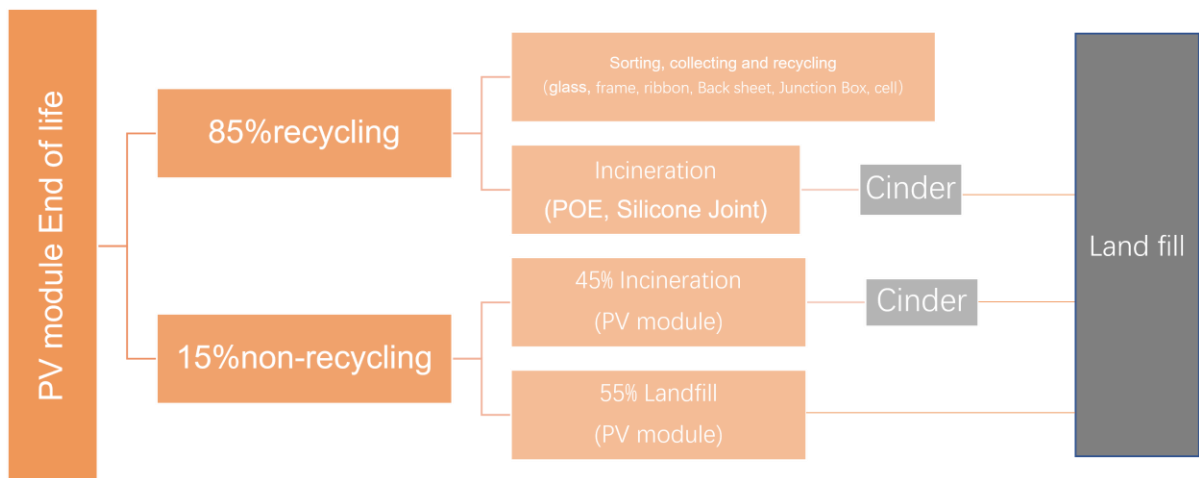 PV module End of life
85%recycling
Sorting, collecting and recycling
(glass, frame, ribbon, Back sheet, Junction Box, cell)
Incineration
(POE, Silicone Joint)
Cinder
Land fill
15%non-recycling
45% Incineration
(PV module)
Cinder
55% Landfill
(PV module)